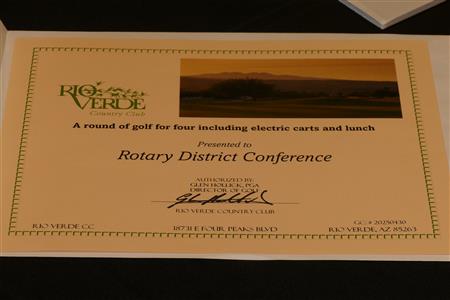 RIO VERDE
Country Club
A round of golf for four including electric carts and lunch
Presented to
Rotary District Conference
AUTHORIZED BY:
GLEN HOLLICK, PGA
DIRECTOR OF GOLF
RIO VERDE COUNTRY CLUB
RIO VERDE CC
18731 E FOUR PEAKS BLVD
GC # 20250430
RIO VERDE, AZ 85263